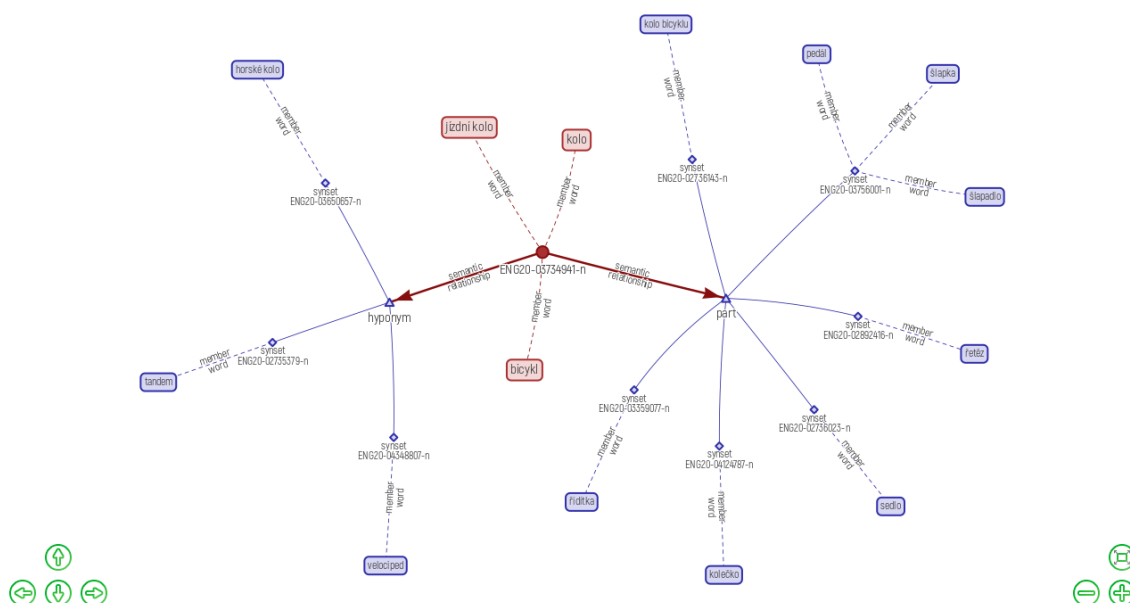 kolo bicyklu
pedál
horské kolo
šlapka
member
word
member
word
member
word
member
word
jízdní kolo
kolo
member
word
member
word
synset
ENG20-02736143-n
synset
ENG20-03756001-n
member
word
šlapadlo
synset
ENG20-03650657-n
semantic
relationship
ENG20-03734941-n
semantic
relationship
member
word
hyponym
part
synset
ENG20-02892416-n
member
word
řetěz
synset
ENG20-02735379-n
member
word
tandem
bicykl
synset
ENG20-03359077-n
synset
ENG20-02736023-n
member
word
synset
ENG20-04348807-n
synset
ENG20-04124787-n
member
word
member
word
member
word
řídítka
sedlo
velocipéd
kolečko